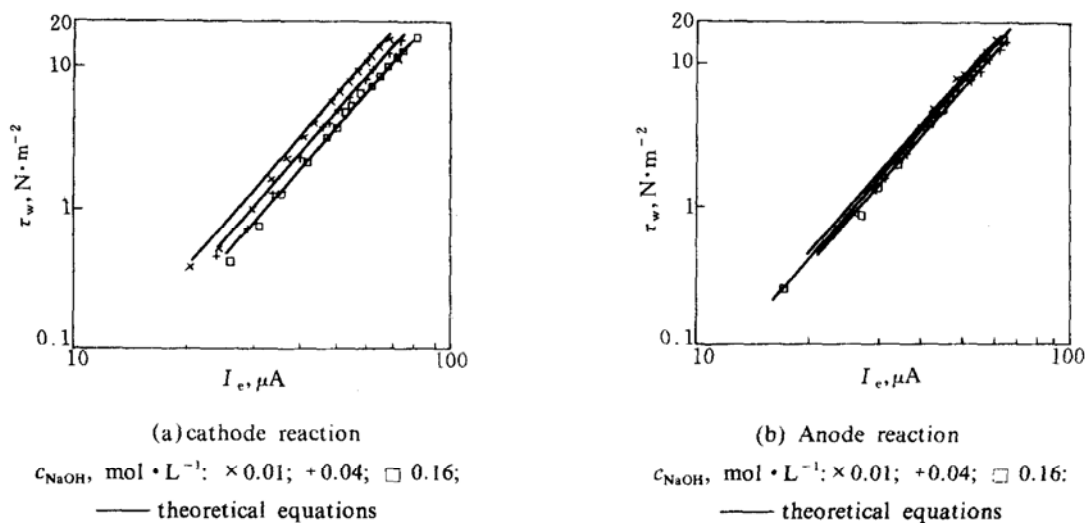 20
10
1
0.1
τw, N·m⁻²
10
100
Ie, μA
(a) cathode reaction
cNaOH, mol·L⁻¹: ×0.01; +0.04; □ 0.16;
—— theoretical equations
20
10
1
0.1
τw, N·m⁻²
10
100
Ie, μA
(b) Anode reaction
cNaOH, mol·L⁻¹: ×0.01; +0.04; □ 0.16:
—— theoretical equations